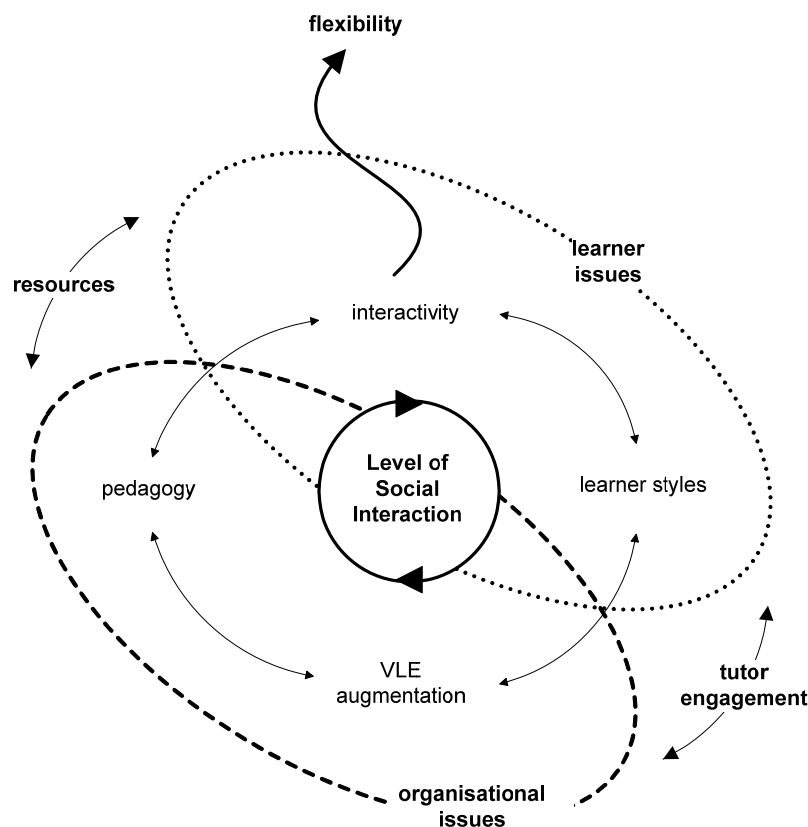 flexibility
learner
issues
resources
interactivity
Level of
Social
Interaction
pedagogy
learner styles
VLE
augmentation
tutor
engagement
organisational
issues